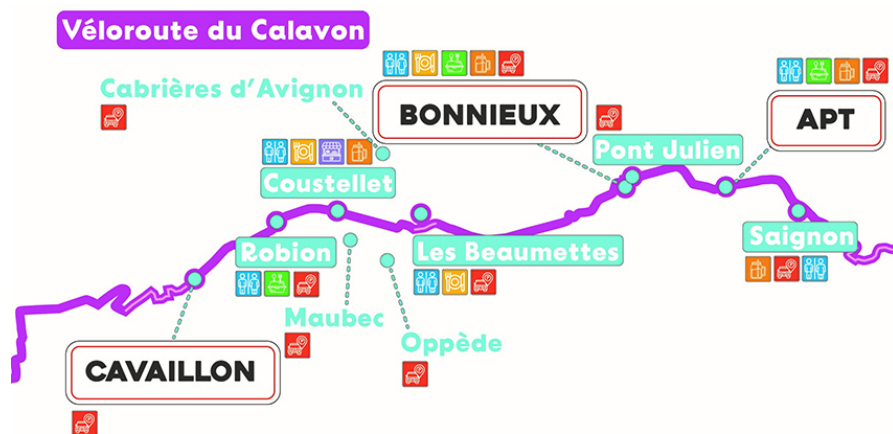 Véloroute du Calavon
Cabrières d'Avignon
BONNIEUX
APT
Pont Julien
Coustellet
Robion
Les Beaumettes
Saignon
Maubec
Oppède
CAVAILLON